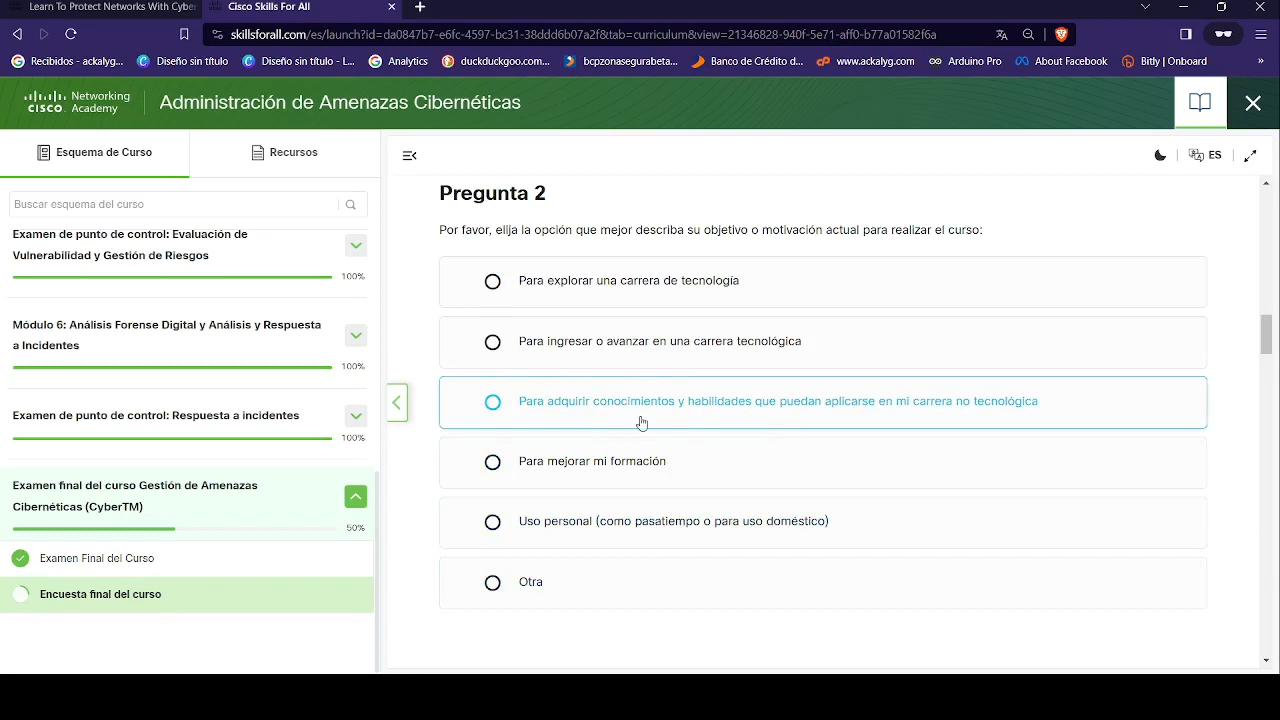 Learn To Protect Networks With Cyber
Cisco Skills For All
skillsforall.com/es/launch?id=da0847b7-e6fc-4597-bc31-38ddd6b07a2f&tab=curriculum&view=21346828-940f-5e71-aff0-b77a01582f6a
Recibidos - ackalyg...
Diseño sin título
Diseño sin título - L...
Analytics
duckduckgoo.com...
bcpzonasegurabeta...
Banco de Crédito d...
www.ackalyg.com
Arduino Pro
About Facebook
Bitly | Onboard
»
CISCO
Networking
Academy
Administración de Amenazas Cibernéticas
Esquema de Curso
Recursos
ES
Buscar esquema del curso
Examen de punto de control: Evaluación de
Vulnerabilidad y Gestión de Riesgos
100%
Módulo 6: Análisis Forense Digital y Análisis y Respuesta
a Incidentes
100%
Examen de punto de control: Respuesta a incidentes
100%
Examen final del curso Gestión de Amenazas
Cibernéticas (CyberTM)
50%
Examen Final del Curso
Encuesta final del curso
Pregunta 2
Por favor, elija la opción que mejor describa su objetivo o motivación actual para realizar el curso:
Para explorar una carrera de tecnología
Para ingresar o avanzar en una carrera tecnológica
Para adquirir conocimientos y habilidades que puedan aplicarse en mi carrera no tecnológica
Para mejorar mi formación
Uso personal (como pasatiempo o para uso doméstico)
Otra